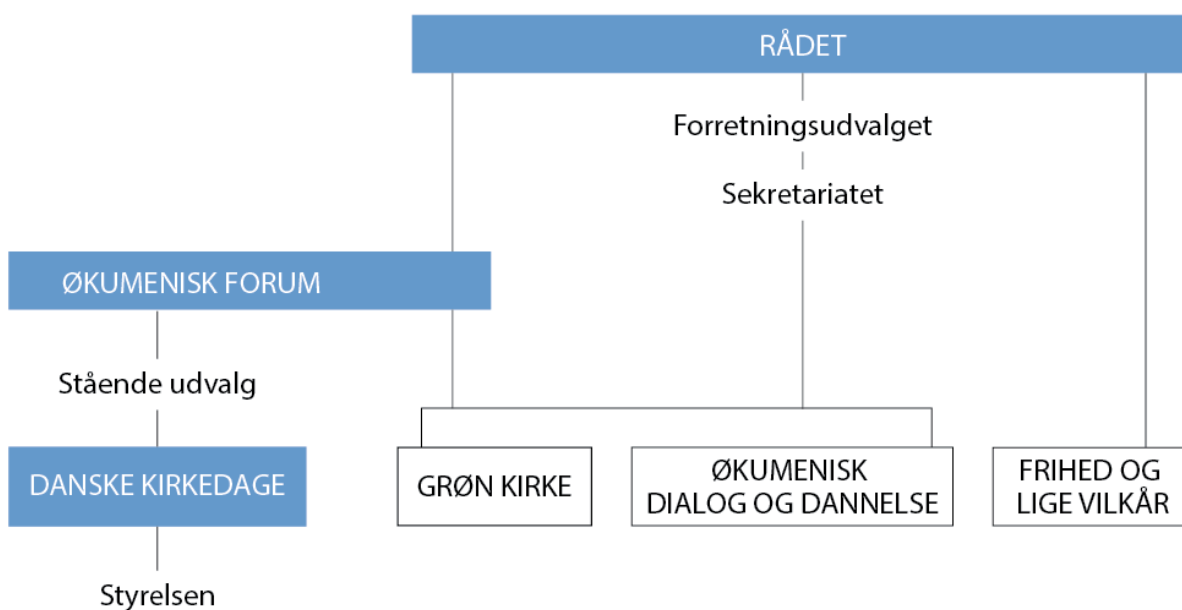 RÅDET
Forretningsudvalget
Sekretariatet
ØKUMENISK FORUM
Stående udvalg
DANSKE KIRKEDAGE
GRØN KIRKE
ØKUMENISK
DIALOG OG DANNELSE
FRIHED OG
LIGE VILKÅR
Styrelsen